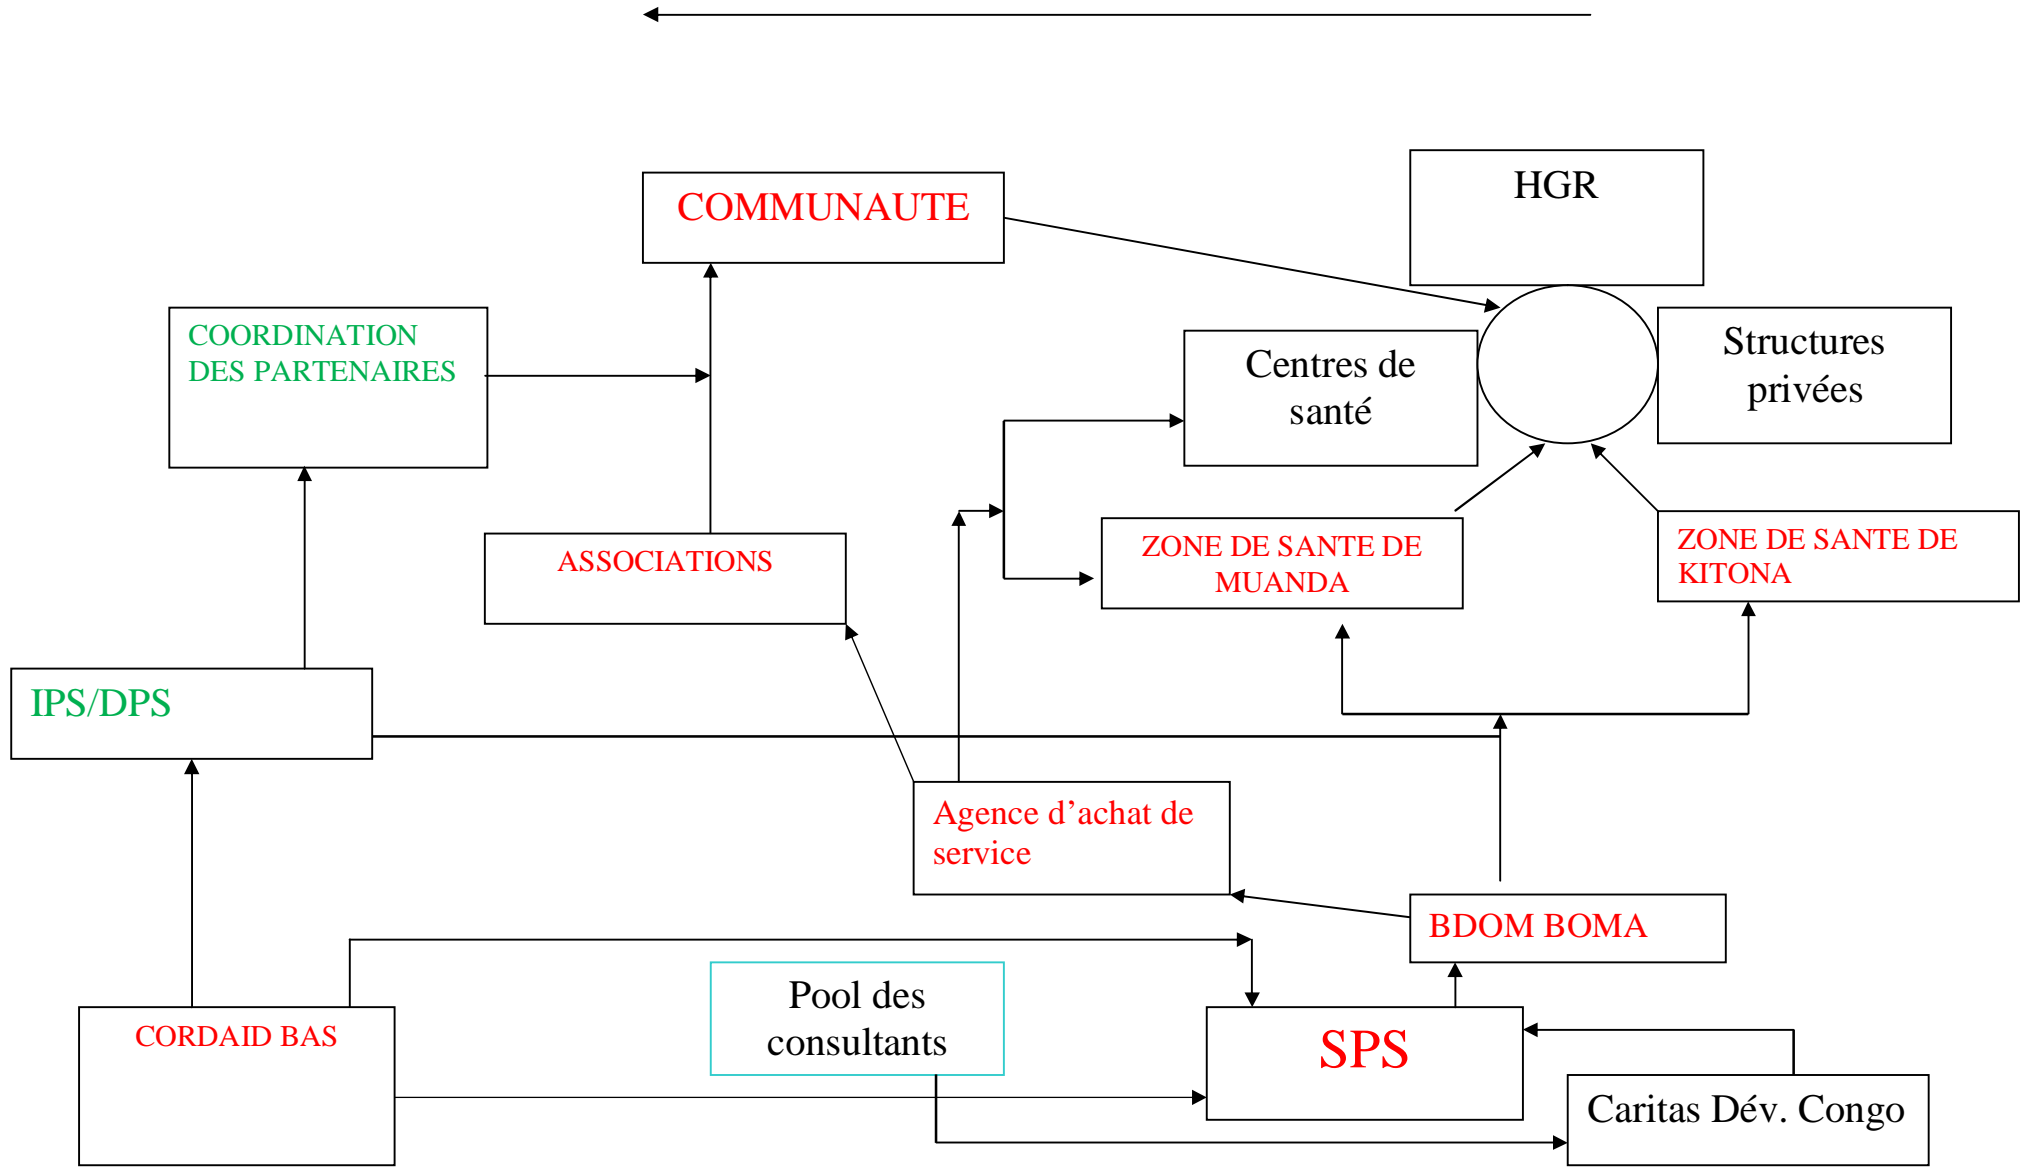 HGR
COMMUNAUTE
COORDINATION
DES PARTENAIRES
Centres de
santé
Structures
privées
ASSOCIATIONS
ZONE DE SANTE DE
MUANDA
ZONE DE SANTE DE
KITONA
IPS/DPS
Agence d’achat de
service
BDOM BOMA
CORDAID BAS
Pool des
consultants
SPS
Caritas Dév. Congo